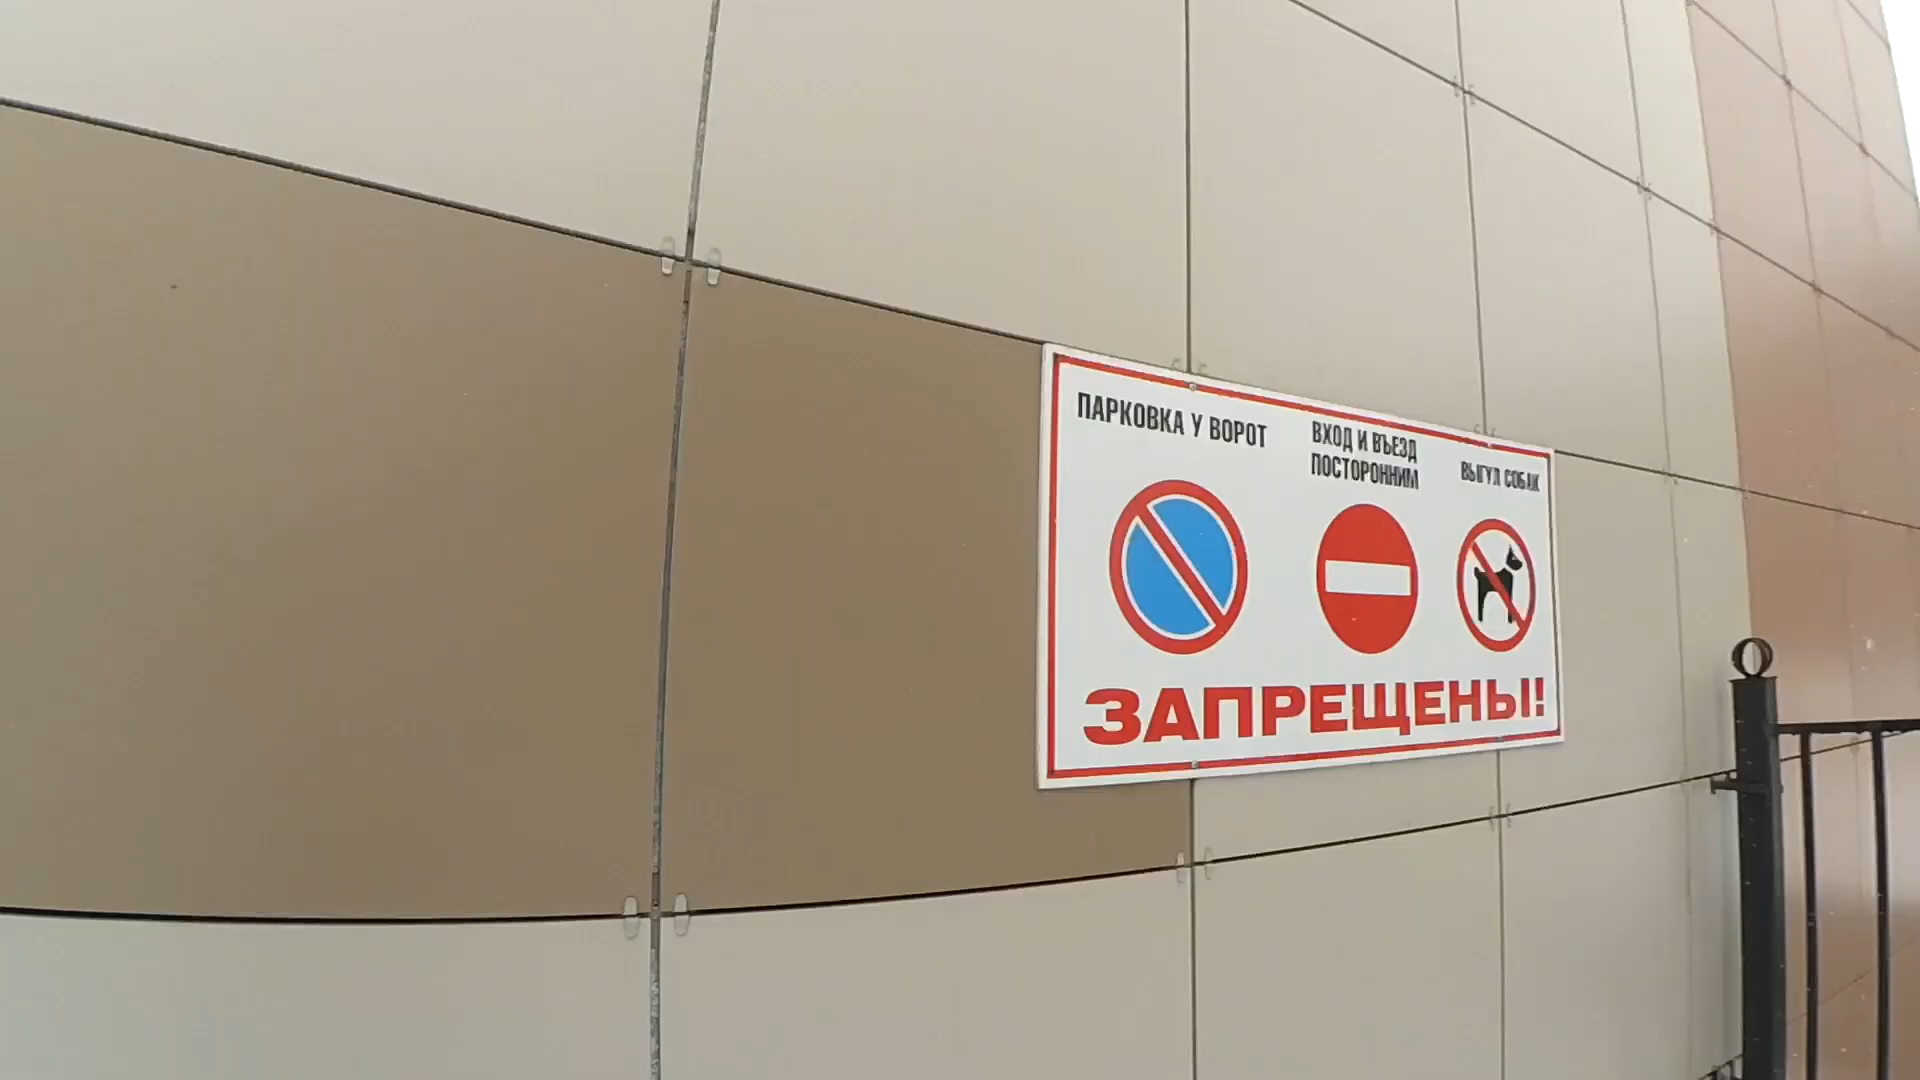 ПАРКОВКА У ВОРОТ
ВХОД И ВЪЕЗД
ПОСТОРОННИМ
ВЫГУЛ СОБАК
ЗАПРЕЩЕНЫ!